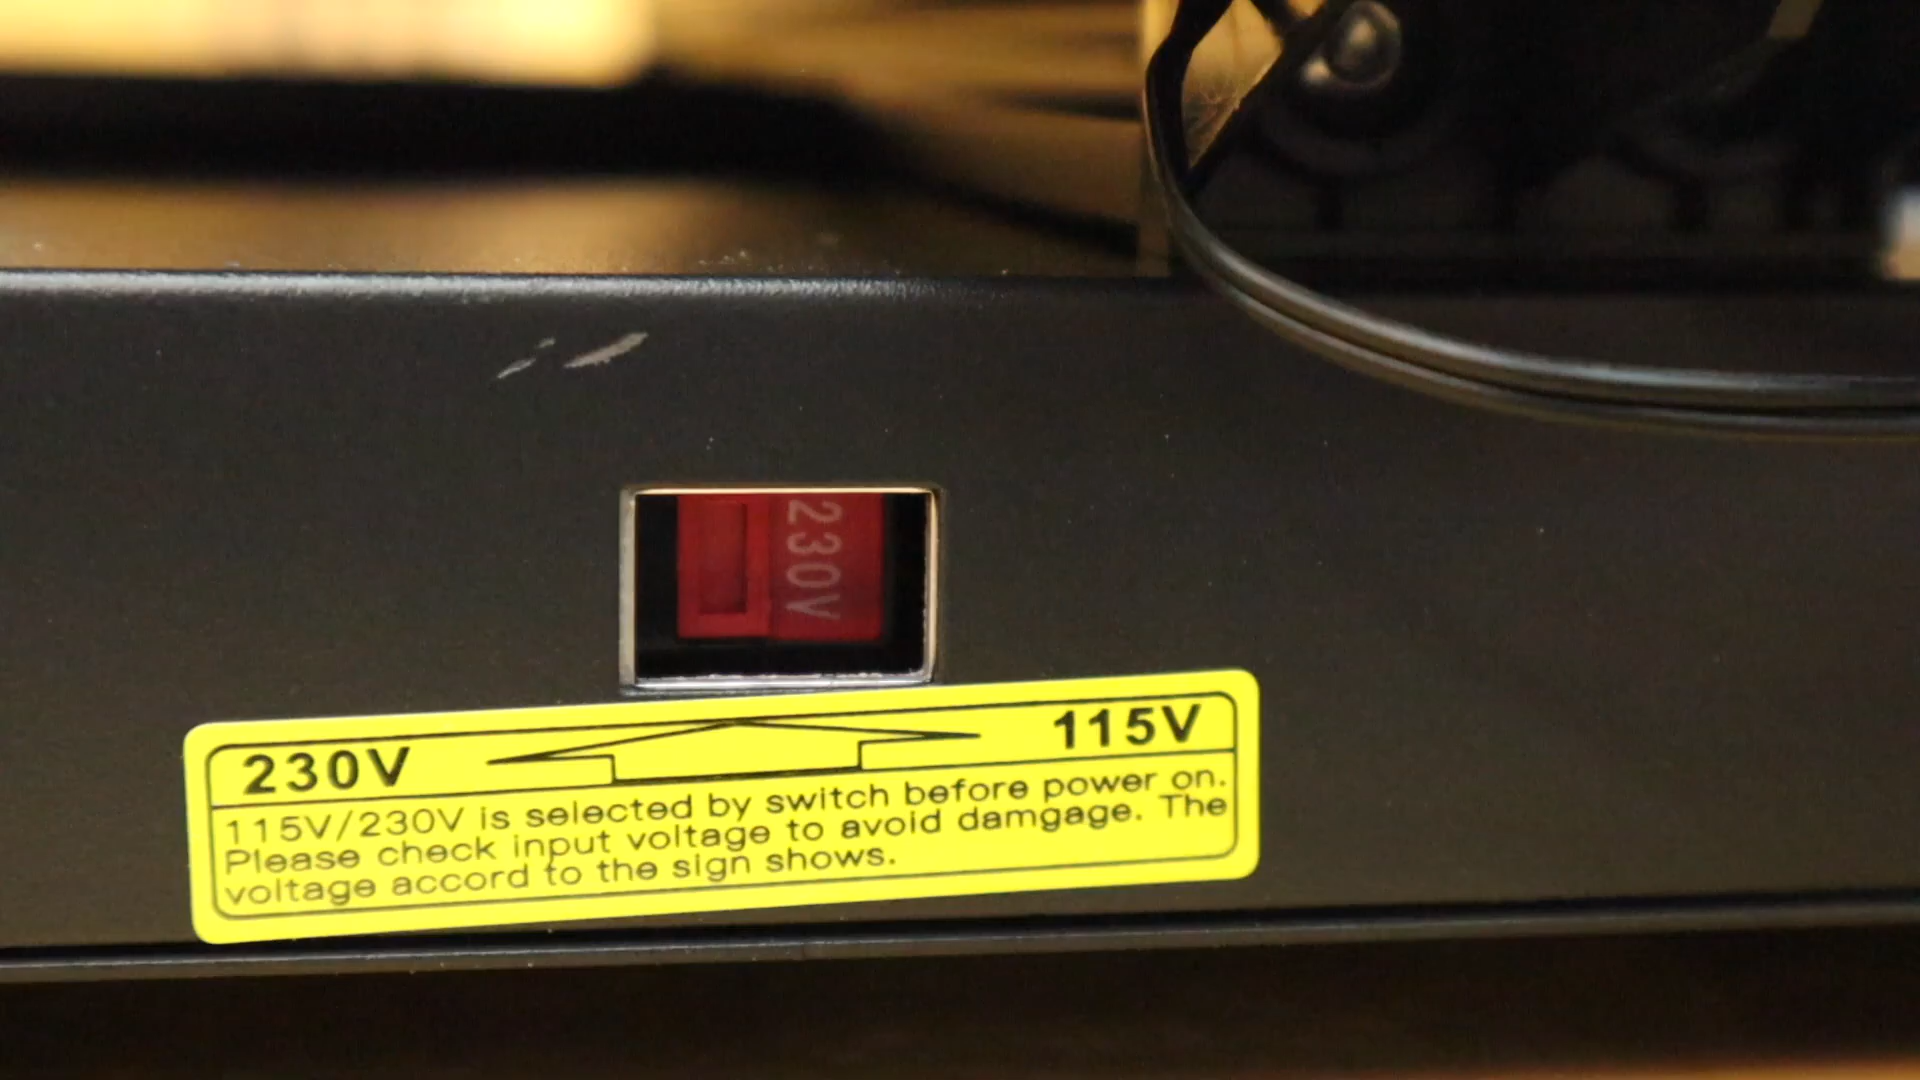 230V
230V 115V
115V/230V is selected by switch before power on.
Please check input voltage to avoid damgage. The
voltage accord to the sign shows.